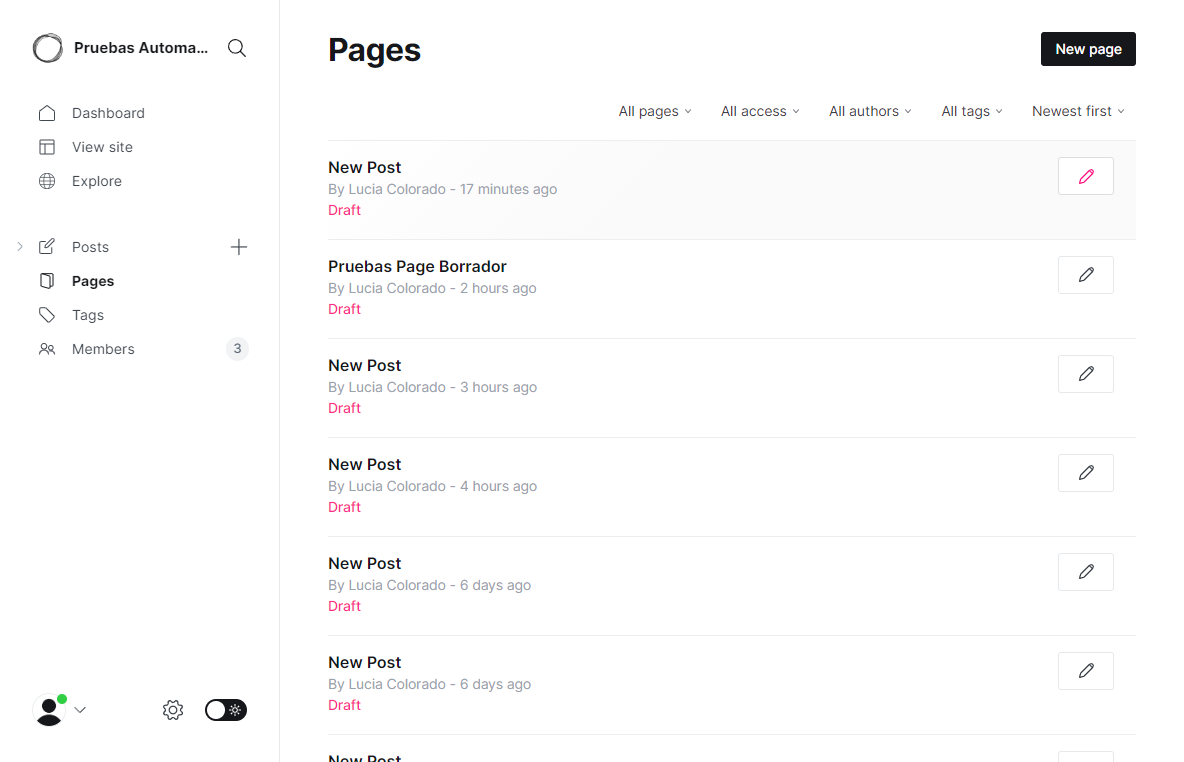 Pruebas Automa...
Dashboard
View site
Explore
Posts
Pages
Tags
Members
3
Pages
New page
All pages
All access
All authors
All tags
Newest first
New Post
By Lucia Colorado - 17 minutes ago
Draft
Pruebas Page Borrador
By Lucia Colorado - 2 hours ago
Draft
New Post
By Lucia Colorado - 3 hours ago
Draft
New Post
By Lucia Colorado - 4 hours ago
Draft
New Post
By Lucia Colorado - 6 days ago
Draft
New Post
By Lucia Colorado - 6 days ago
Draft
New Post